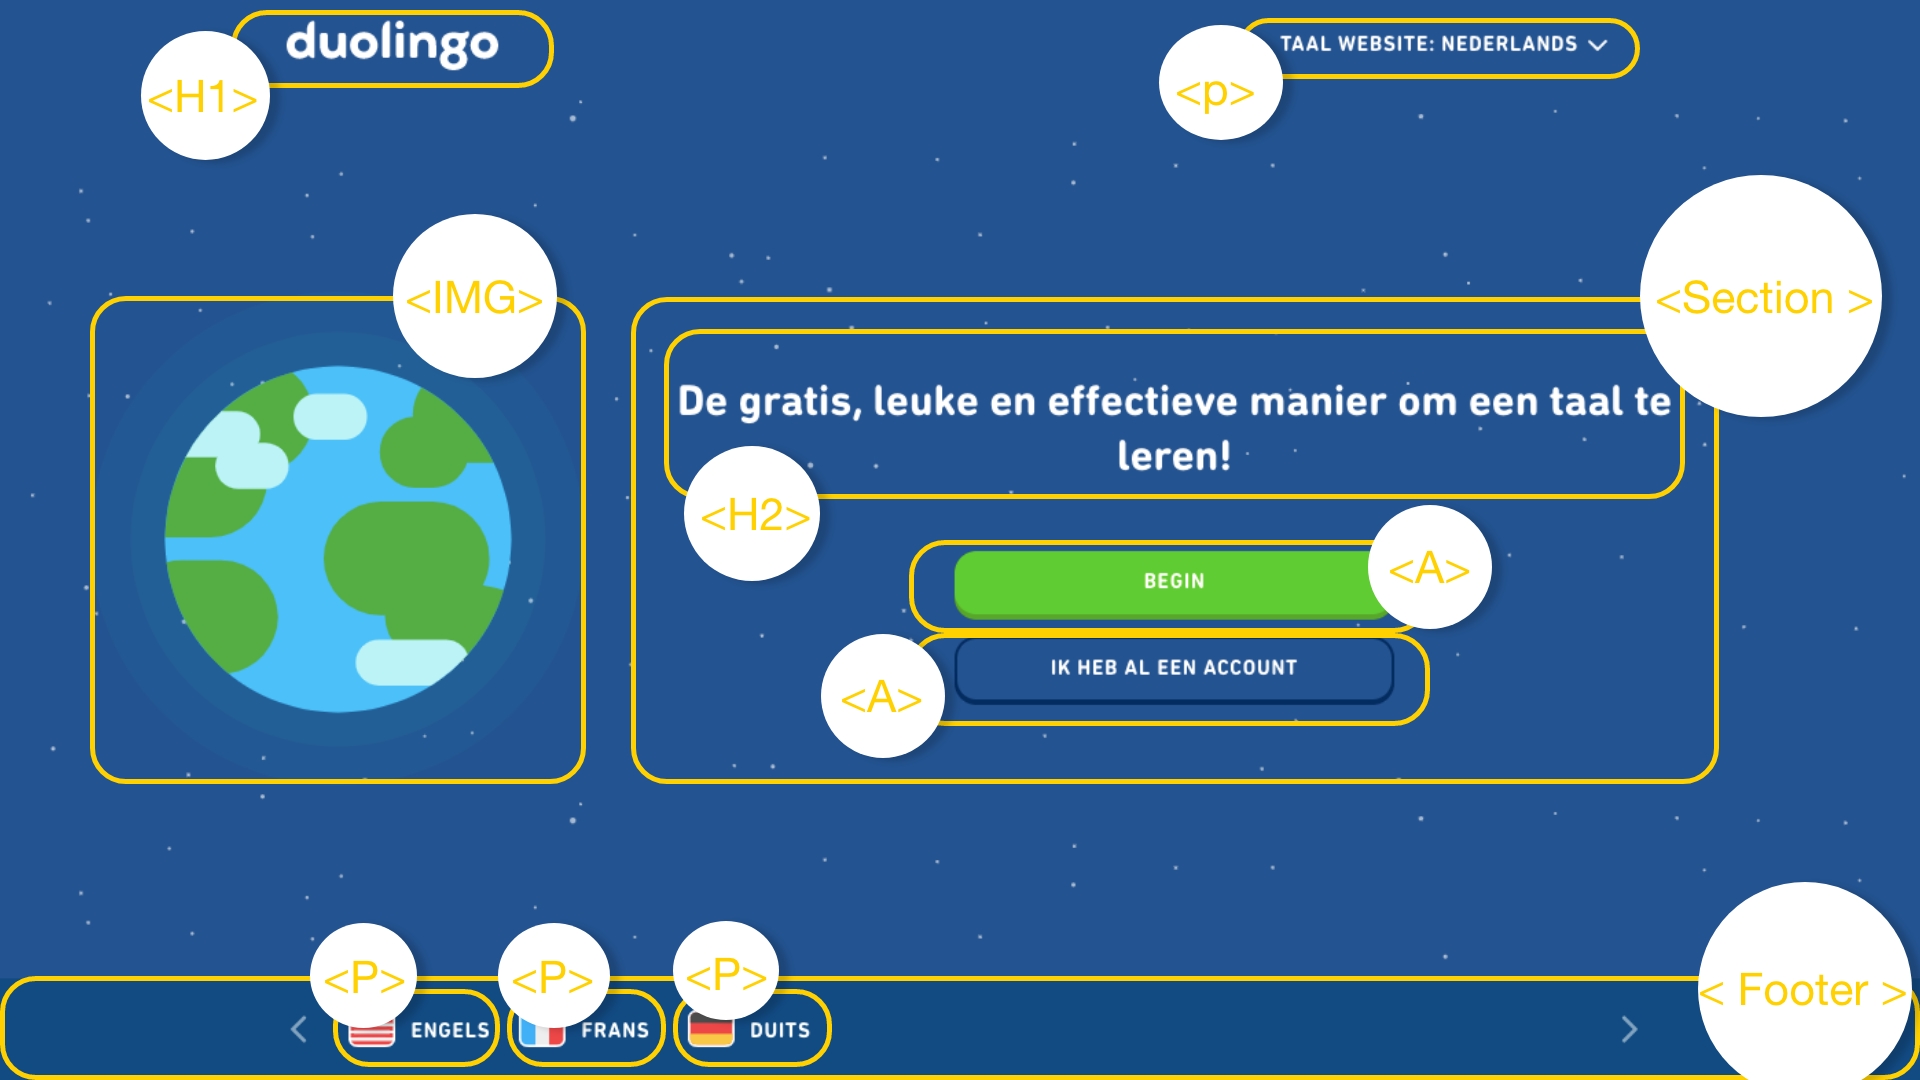 duolingo
TAAL WEBSITE: NEDERLANDS
<H1>
<p>
<IMG>
<Section >
De gratis, leuke en effectieve manier om een taal te
leren!
<H2>
BEGIN
<A>
IK HEB AL EEN ACCOUNT
<A>
<P>
<P>
<P>
< Footer >
ENGELS
FRANS
DUITS